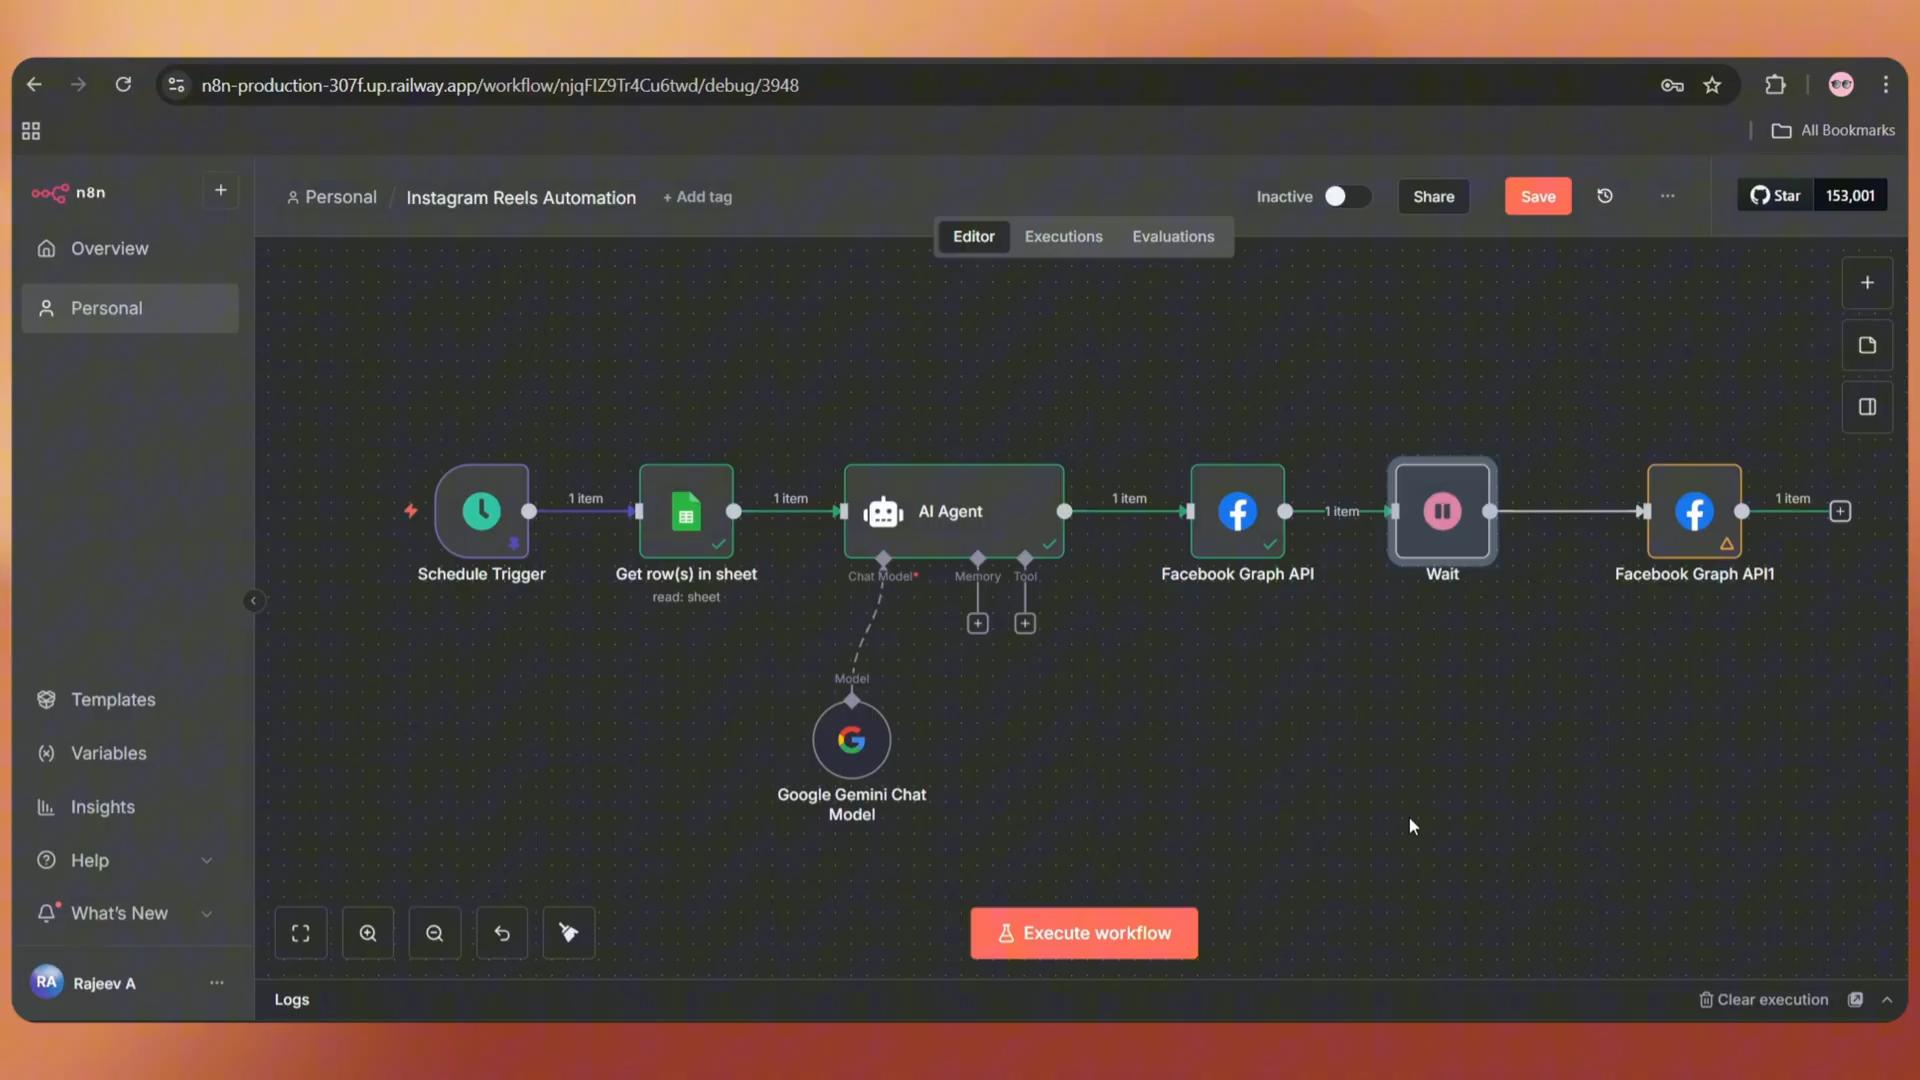 n8n-production-307f.up.railway.app/workflow/njqFIZ9Tr4Cu6twd/debug/3948
All Bookmarks
n8n
Personal / Instagram Reels Automation + Add tag
Inactive
Share
Save
Star 153,001
Editor Executions Evaluations
Overview
Personal
1 item
1 item
1 item
1 item
1 item
AI Agent
Schedule Trigger
Get row(s) in sheet
read: sheet
Chat Model*
Memory
Tool
Facebook Graph API
Wait
Facebook Graph API1
Model
Google Gemini Chat
Model
Templates
Variables
Insights
Help
What's New
Execute workflow
RA
Rajeev A
Logs
Clear execution